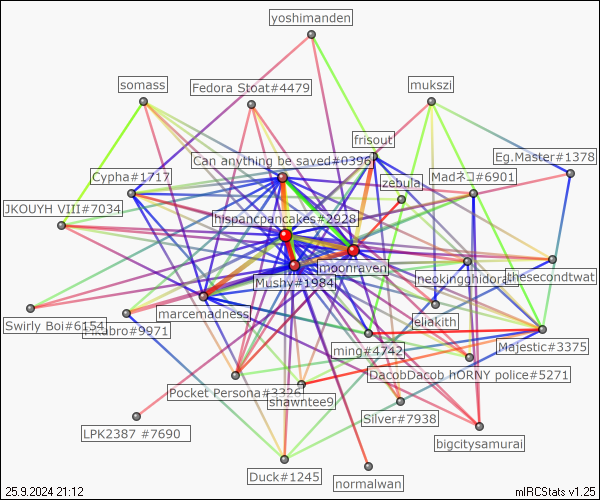 yoshimanden
somass
Fedora Stoat#4479
mukszi
frisout
Eg.Master#1378
Can anything be saved#0396
Cypha#1717
zebula
Madネコ#6901
JKOUYH VIII#7034
hispancpancakes#2928
moonraven
Mushy#1984
neokingghidora
thesecondtwat
marcemadness
eliakith
Swirly Boi#6154
#9971
ming#4742
Majestic#3375
DacobDacob hORNY police#5271
Pocket Persona#3326
shawntee9
Silver#7938
LPK2387 #7690
bigcitysamurai
Duck#1245
normalwan
25.9.2024 21:12
mIRCStats v1.25